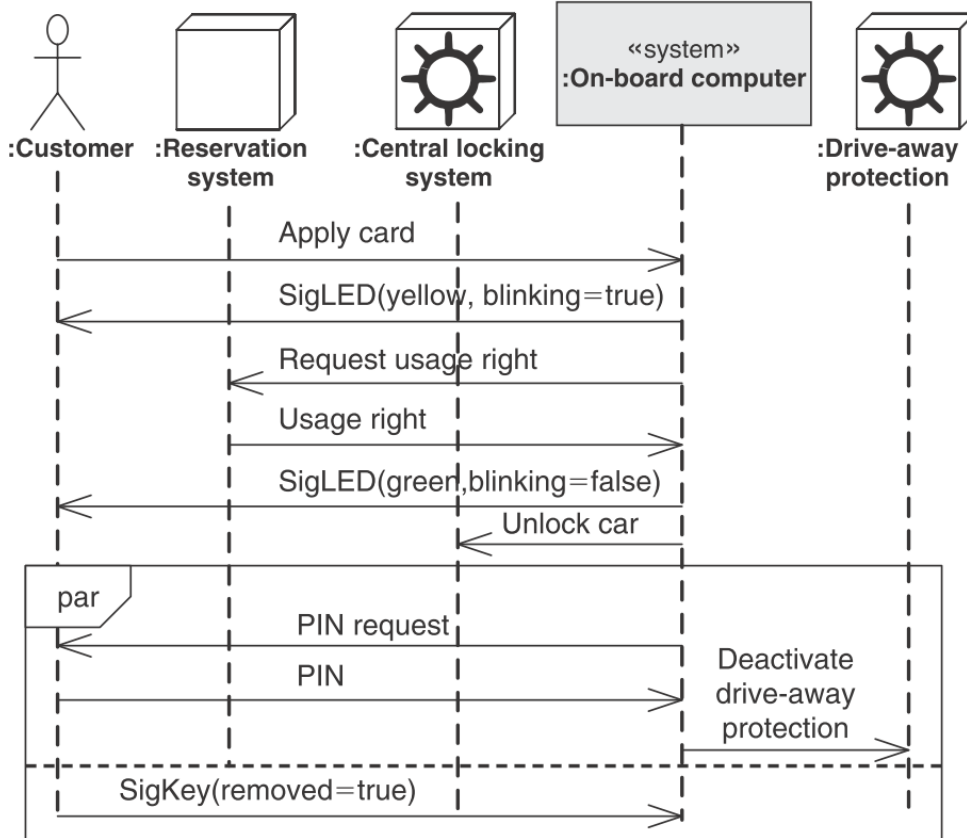 «system»
:On-board computer
:Customer
:Reservation
system
:Central locking
system
:Drive-away
protection
Apply card
SigLED(yellow, blinking=true)
Request usage right
Usage right
SigLED(green,blinking=false)
Unlock car
par
PIN request
PIN
Deactivate
drive-away
protection
SigKey(removed=true)